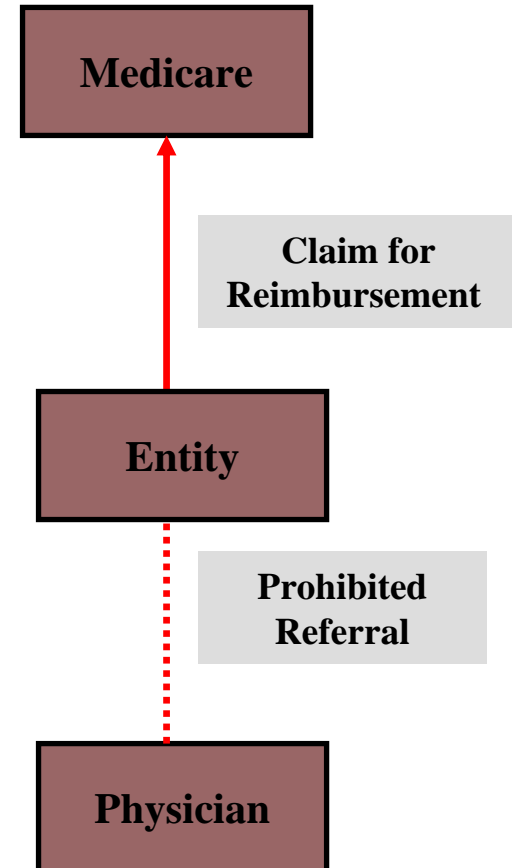 Medicare
Claim for
Reimbursement
Entity
Prohibited
Referral
Physician